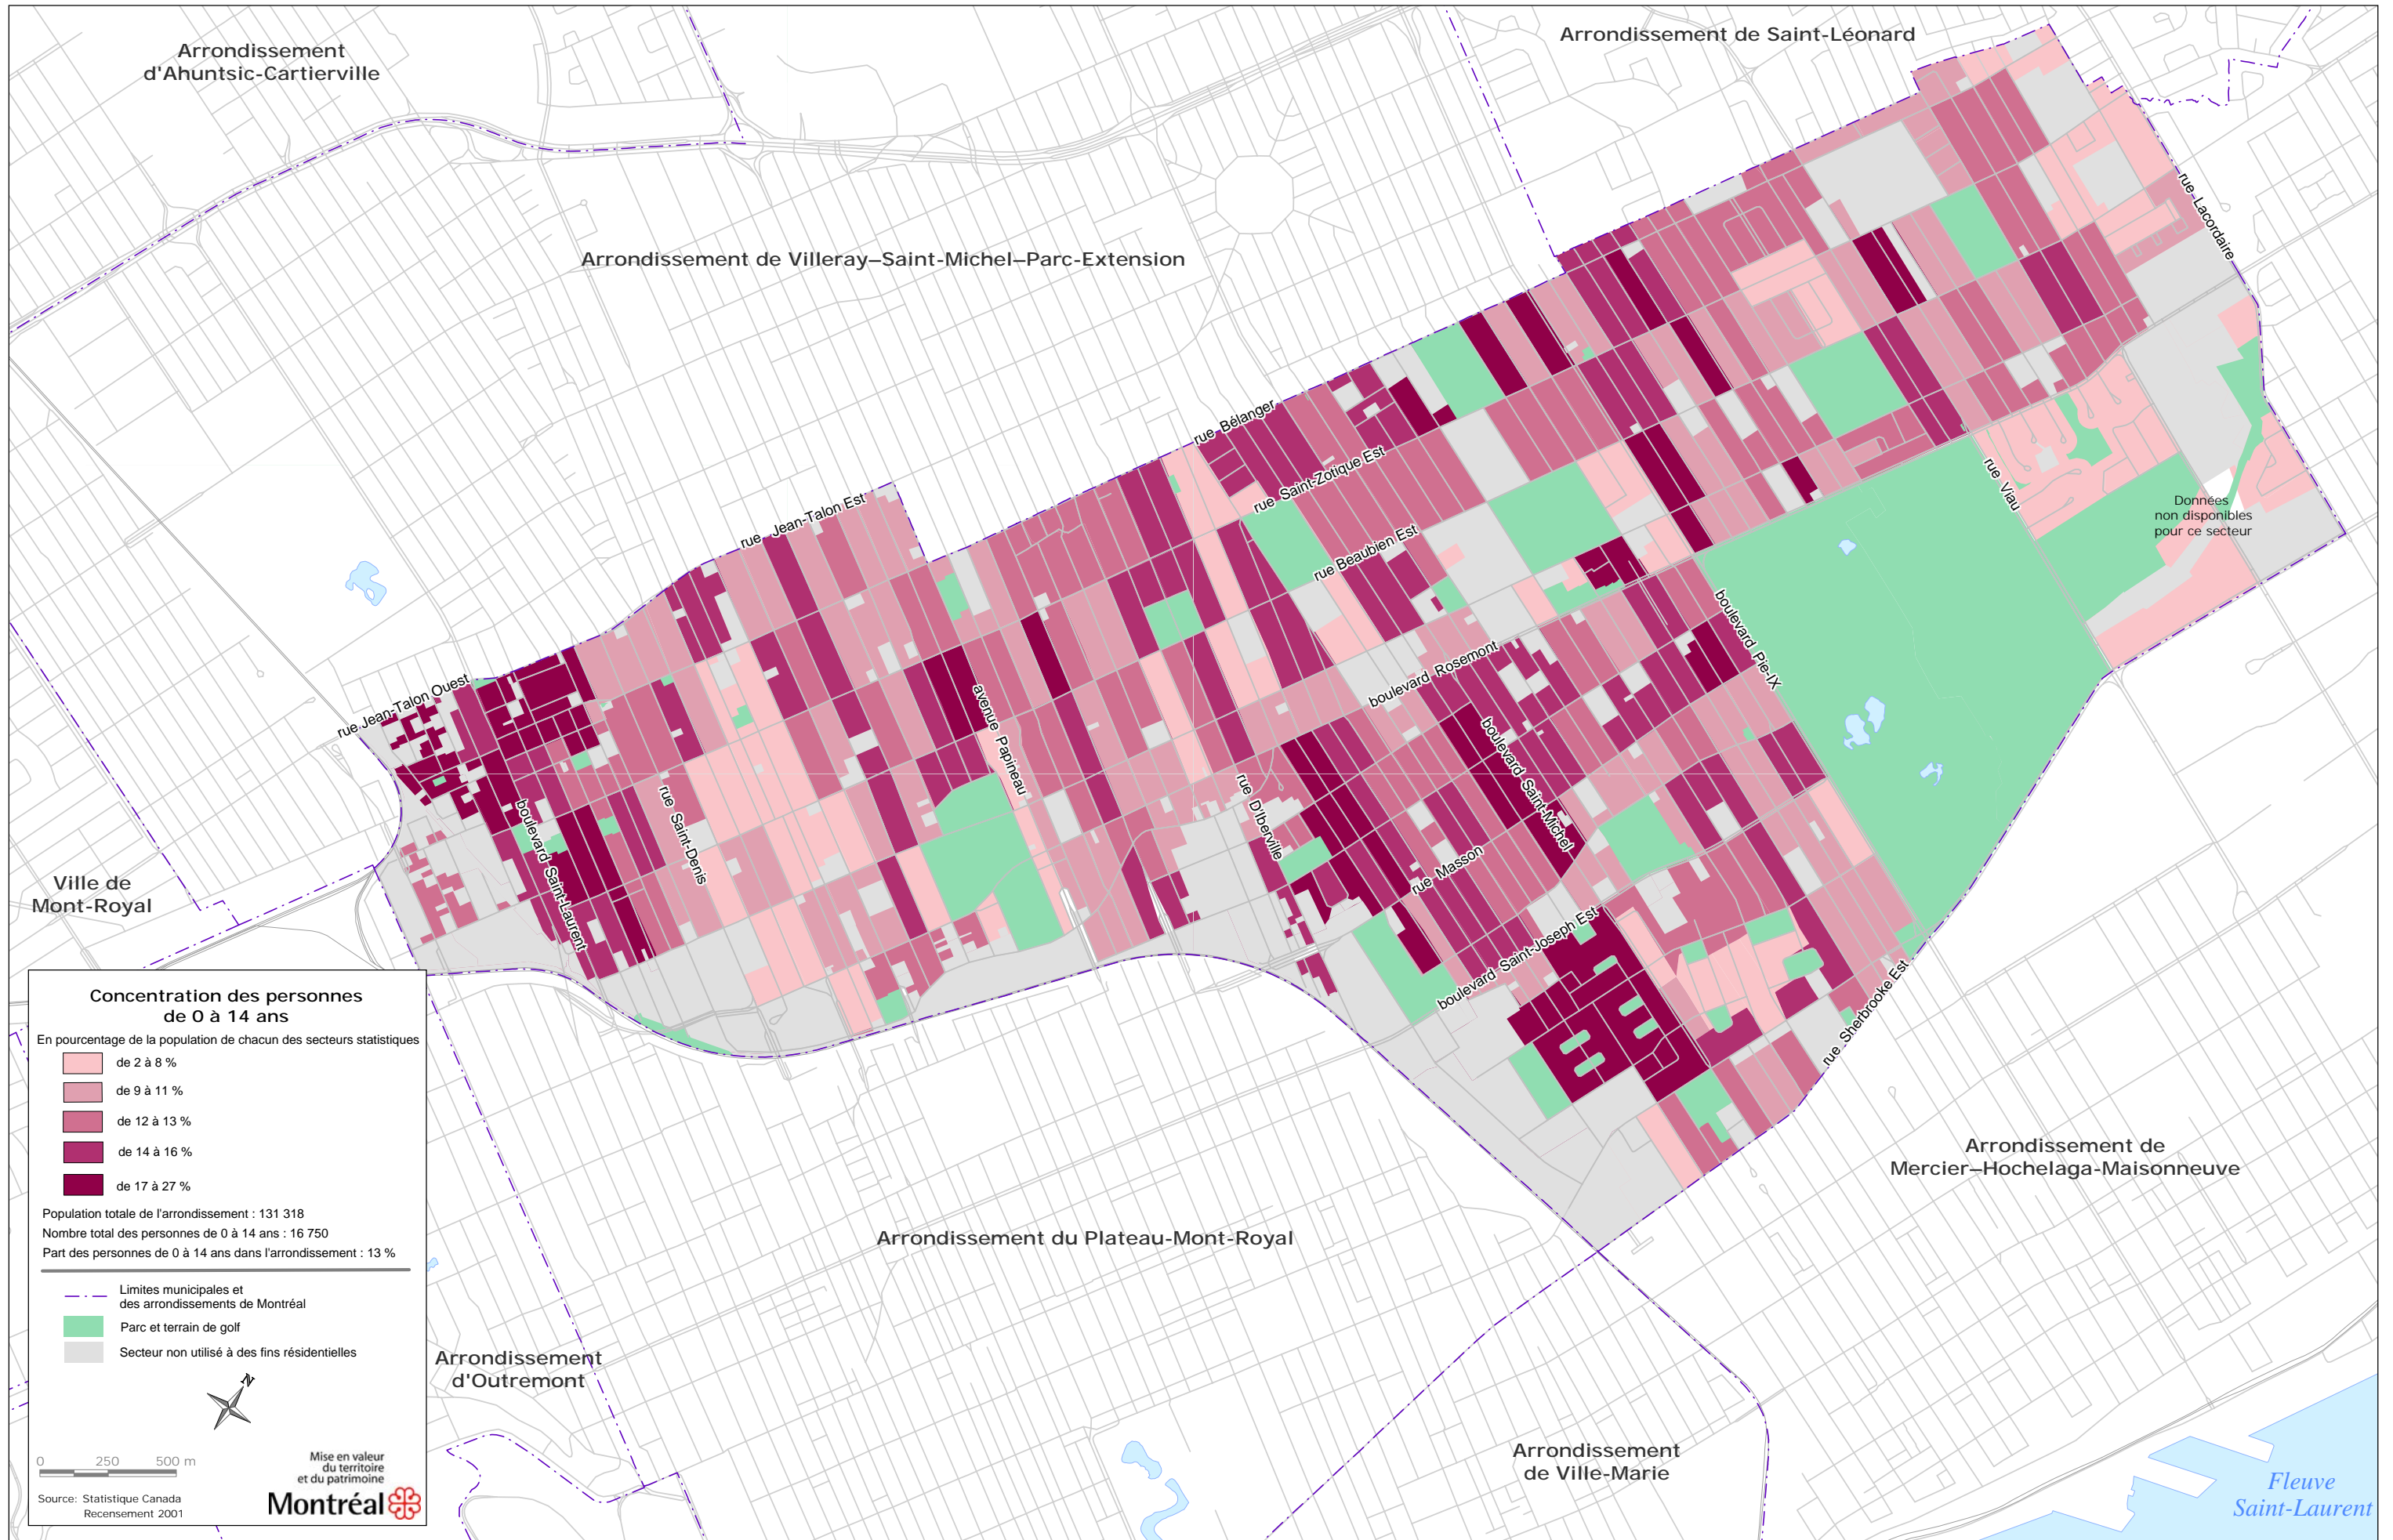 Arrondissement
d'Ahuntsic-Cartierville
Arrondissement de Saint-Léonard
Arrondissement de Villeray–Saint-Michel–Parc-Extension
rue Lacordaire
rue Bélanger
rue Saint-Zotique Est
rue Jean-Talon Est
rue Beaubien Est
rue Viau
Données
non disponibles
pour ce secteur
boulevard Pie-IX
boulevard Rosemont
rue Jean-Talon Ouest
avenue Papineau
boulevard Saint-Michel
rue D'Iberville
rue Saint-Denis
boulevard Saint-Laurent
rue Masson
boulevard Saint-Joseph Est
rue Sherbrooke Est
Ville de
Mont-Royal
Arrondissement de
Mercier–Hochelaga-Maisonneuve
Arrondissement du Plateau-Mont-Royal
Arrondissement
d'Outremont
Arrondissement
de Ville-Marie
Fleuve
Saint-Laurent
Concentration des personnes
de 0 à 14 ans
En pourcentage de la population de chacun des secteurs statistiques
de 2 à 8 %
de 9 à 11 %
de 12 à 13 %
de 14 à 16 %
de 17 à 27 %
Population totale de l'arrondissement : 131 318
Nombre total des personnes de 0 à 14 ans : 16 750
Part des personnes de 0 à 14 ans dans l'arrondissement : 13 %
Limites municipales et
des arrondissements de Montréal
Parc et terrain de golf
Secteur non utilisé à des fins résidentielles
N
0 250 500 m
Mise en valeur
du territoire
et du patrimoine
Montréal
Source: Statistique Canada
Recensement 2001